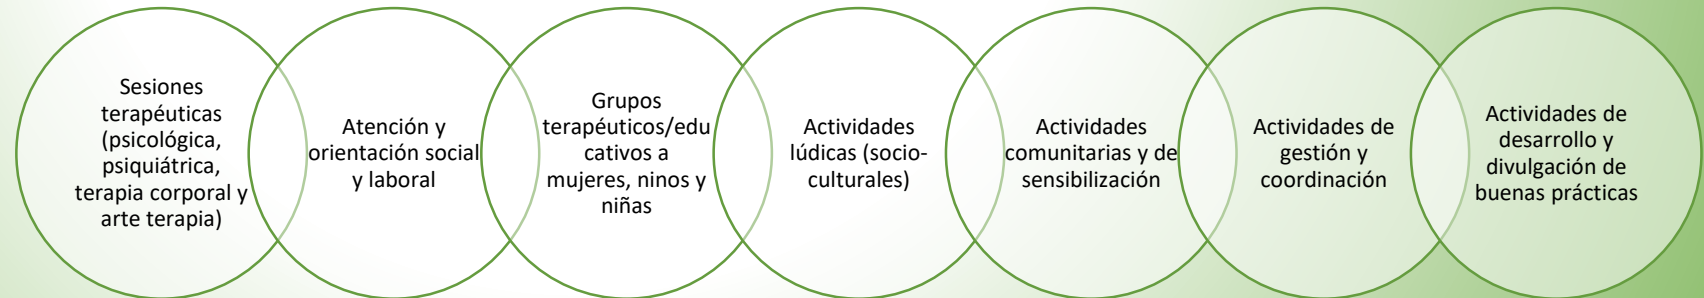 Sesiones
terapéuticas
(psicológica,
psiquiátrica,
terapia corporal y
arte terapia)
Atención y
orientación social
y laboral
Grupos
terapéuticos/edu
cativos a
mujeres, ninos y
niñas
Actividades
lúdicas (socio-
culturales)
Actividades
comunitarias y de
sensibilización
Actividades de
gestión y
coordinación
Actividades de
desarrollo y
divulgación de
buenas prácticas